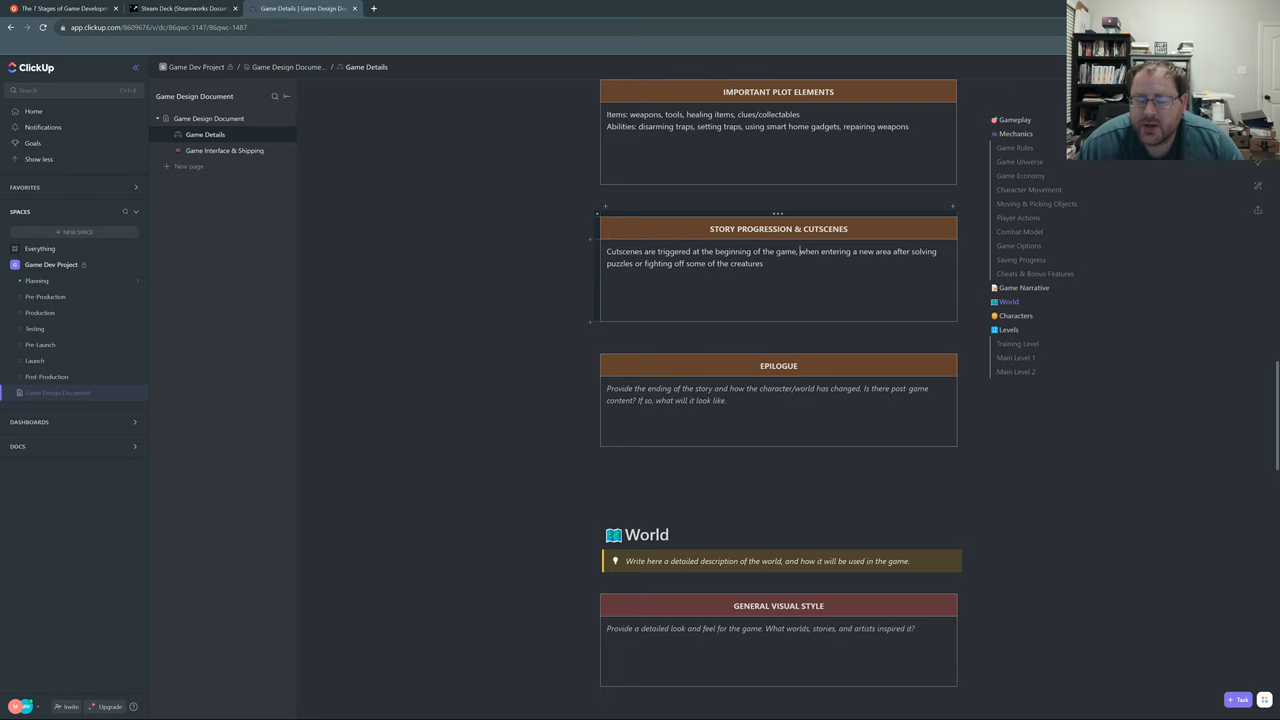 The 7 Stages of Game Developm
Steam Deck (Steamworks Docum
Game Details | Game Design Doc
app.clickup.com/8609676/v/dc/86qwc-3147/86qwc-1487
ClickUp
Game Dev Project / Game Design Docume... / Game Details
Search
Ctrl+K
Home
Notifications
Goals
Show less
FAVORITES
SPACES
+ NEW SPACE
Everything
Game Dev Project
Planning
Pre-Production
Production
Testing
Pre-Launch
Launch
Post-Production
Game Design Document
DASHBOARDS
DOCS
Invite
Upgrade
Game Design Document
Game Design Document
Game Details
Game Interface & Shipping
+ New page
IMPORTANT PLOT ELEMENTS
Items: weapons, tools, healing items, clues/collectables
Abilities: disarming traps, setting traps, using smart home gadgets, repairing weapons
STORY PROGRESSION & CUTSCENES
Cutscenes are triggered at the beginning of the game, when entering a new area after solving
puzzles or fighting off some of the creatures
EPILOGUE
Provide the ending of the story and how the character/world has changed. Is there post-game
content? If so, what will it look like.
World
Write here a detailed description of the world, and how it will be used in the game.
GENERAL VISUAL STYLE
Provide a detailed look and feel for the game. What worlds, stories, and artists inspired it?
Gameplay
Mechanics
Game Rules
Game Universe
Game Economy
Character Movement
Moving & Picking Objects
Player Actions
Combat Model
Game Options
Saving Progress
Cheats & Bonus Features
Game Narrative
World
Characters
Levels
Training Level
Main Level 1
Main Level 2
+ Task